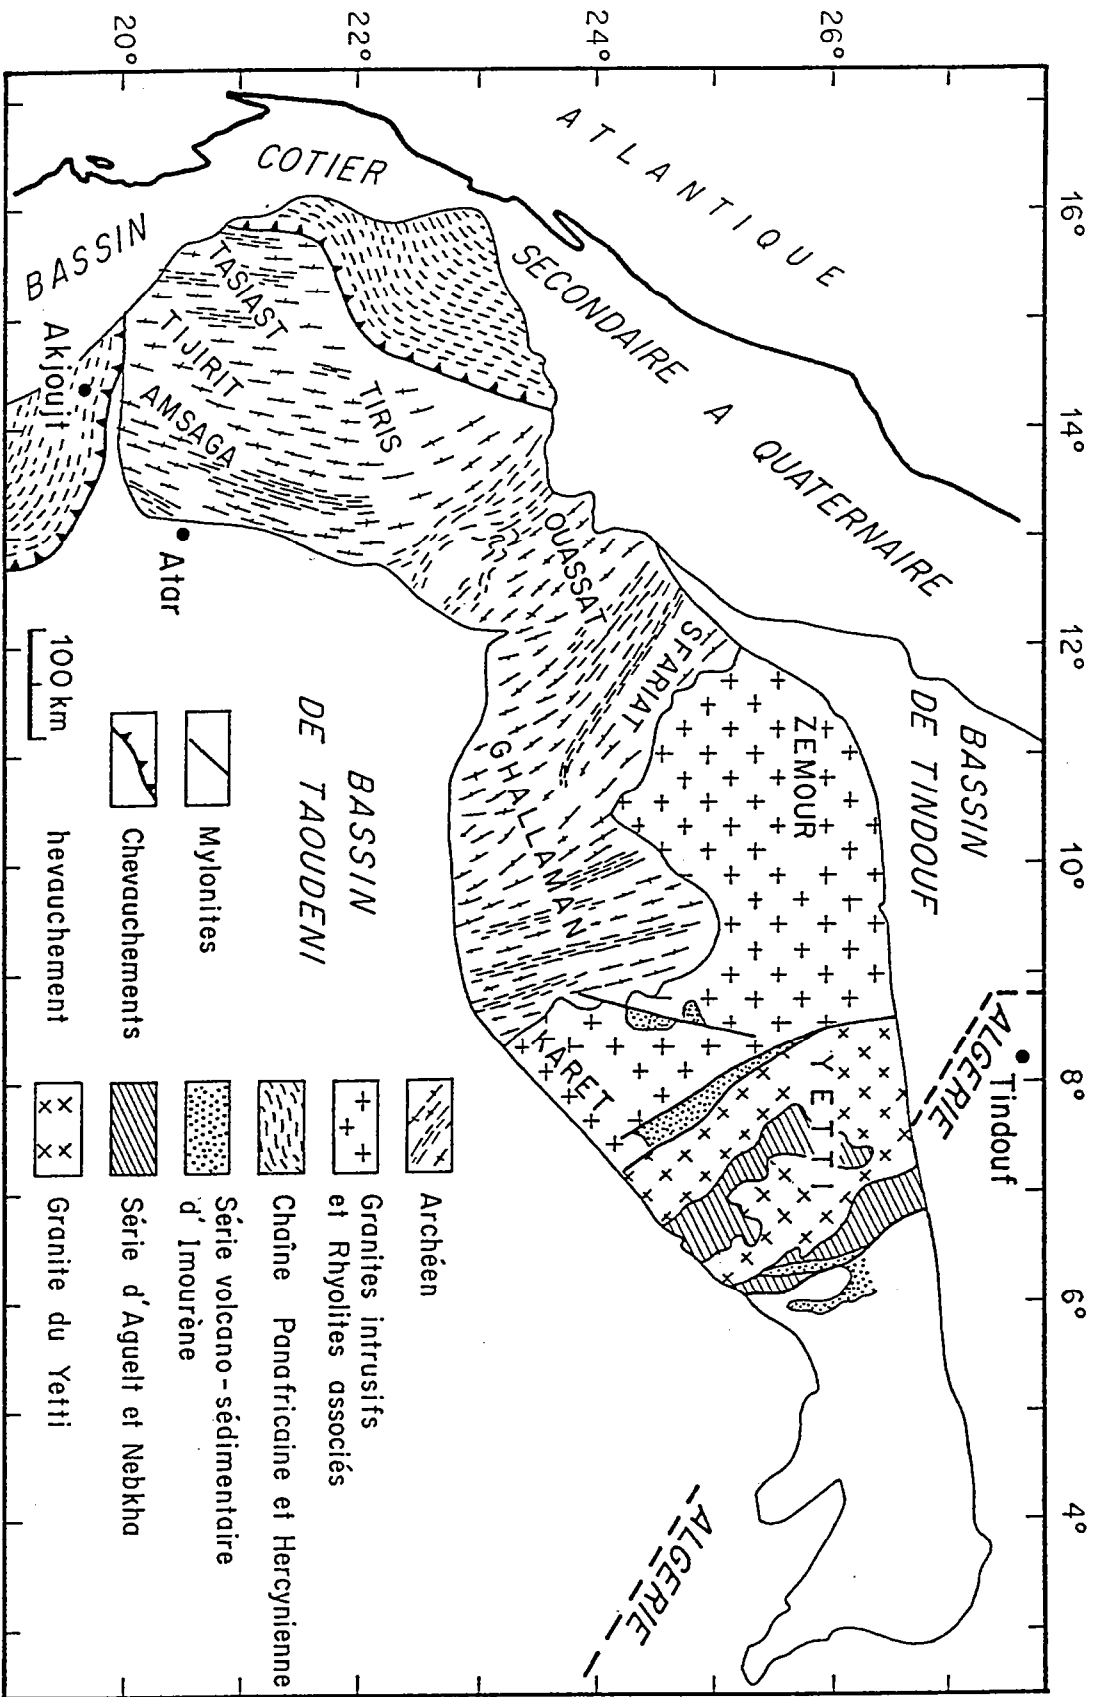 16°
14°
12°
10°
8°
6°
4°
26°
24°
22°
20°
ATLANTIQUE
BASSIN
DE TINDOUF
Tindouf
ALGERIE
ALGERIE
BASSIN
COTIER
SECONDAIRE A QUATERNAIRE
ZEMOUR
YETTI
SFARIAT
OUASSAT
GHALLAMAN
KARET
TIRIS
TASIAST
TIJIRIT
AMSAGA
Akjoujt
Atar
BASSIN
DE TAOUDENI
100 km
Mylonites
Chevauchements
hevauchement
Archéen
Granites intrusifs
et Rhyolites associés
Chaîne Panafricaine et Hercynienne
Série volcano-sédimentaire
d'Imourène
Série d'Aguelt et Nebkha
Granite du Yetti